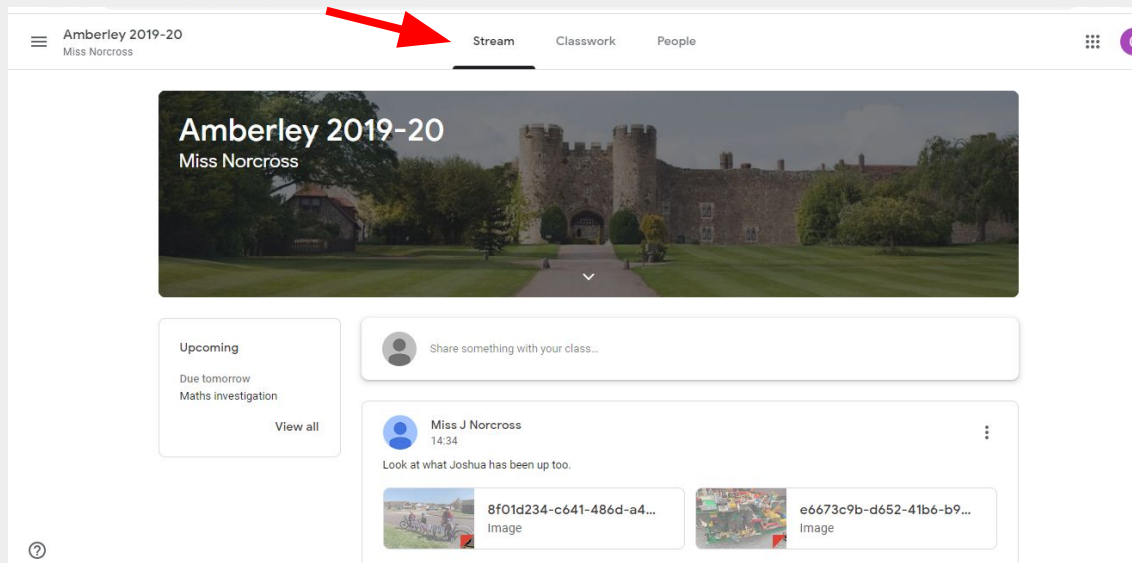 Amberley 2019-20
Miss Norcross
Stream Classwork People
Amberley 2019-20
Miss Norcross
Upcoming
Due tomorrow
Maths investigation
View all
Share something with your class...
Miss J Norcross
14:34
Look at what Joshua has been up too.
8f01d234-c641-486d-a4...
Image
e6673c9b-d652-41b6-b9...
Image